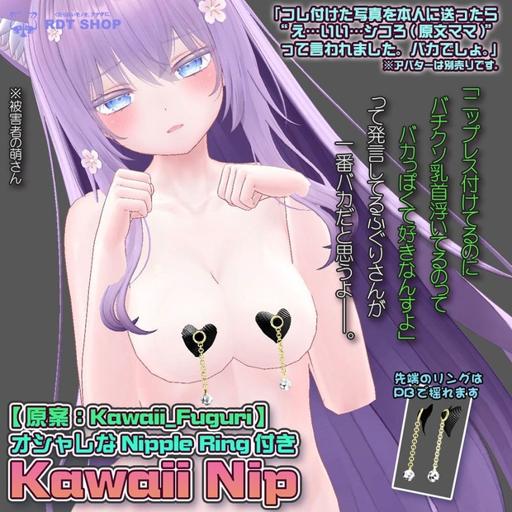 RDT SHOP
「コレ付けた写真を本人に送ったら
“え…いい…シコろ(原文ママ)”
って言われました。バカでしょ。」
※アバターは別売りです。
※被害者の萌さん
「ニップレス付けてるのに
バチクソ乳首浮いてるのって
バカっぽくて好きなんすよ」
って発言してるふぐりさんが
一番バカだと思うよー。
先端のリングは
PBで揺れます
【原案:Kawaii_Fuguri】
オシャレなNipple Ring付き
Kawaii Nip